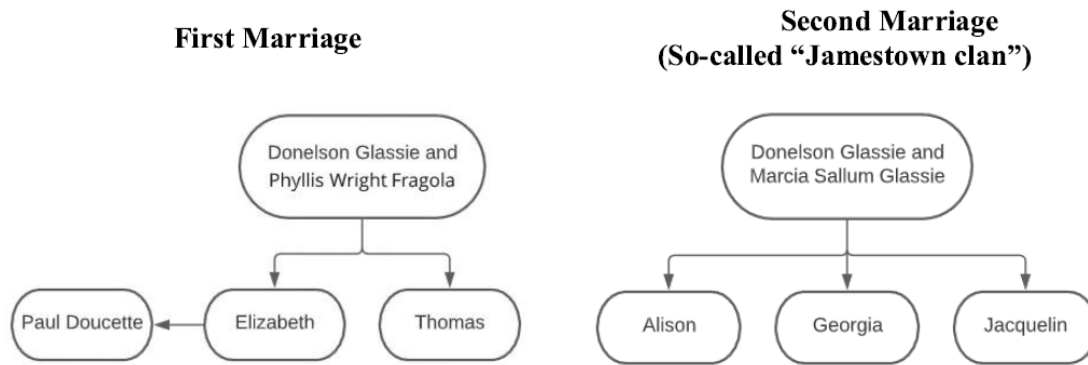 First Marriage
Second Marriage
(So-called “Jamestown clan”)
Donelson Glassie and
Phyllis Wright Fragola
Donelson Glassie and
Marcia Sallum Glassie
Paul Doucette
Elizabeth
Thomas
Alison
Georgia
Jacquelin